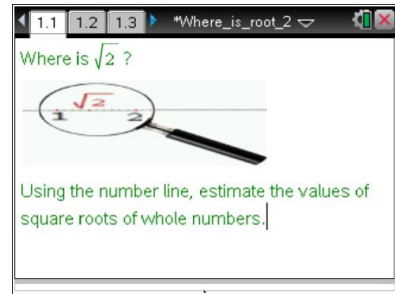 1.1 1.2 1.3 *Where_is_root_2
Where is √2 ?
√2
1 2
Using the number line, estimate the values of
square roots of whole numbers.